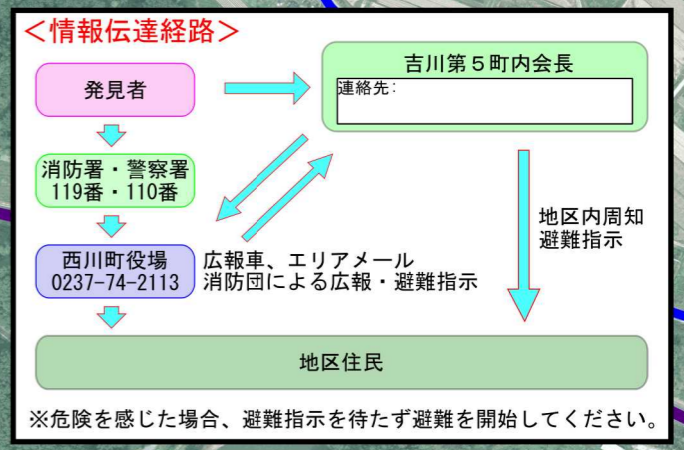 ＜情報伝達経路＞
発見者
吉川第５町内会長
連絡先：
消防署・警察署
119番・110番
西川町役場
0237-74-2113
広報車、エリアメール
消防団による広報・避難指示
地区内周知
避難指示
地区住民
※危険を感じた場合、避難指示を待たず避難を開始してください。